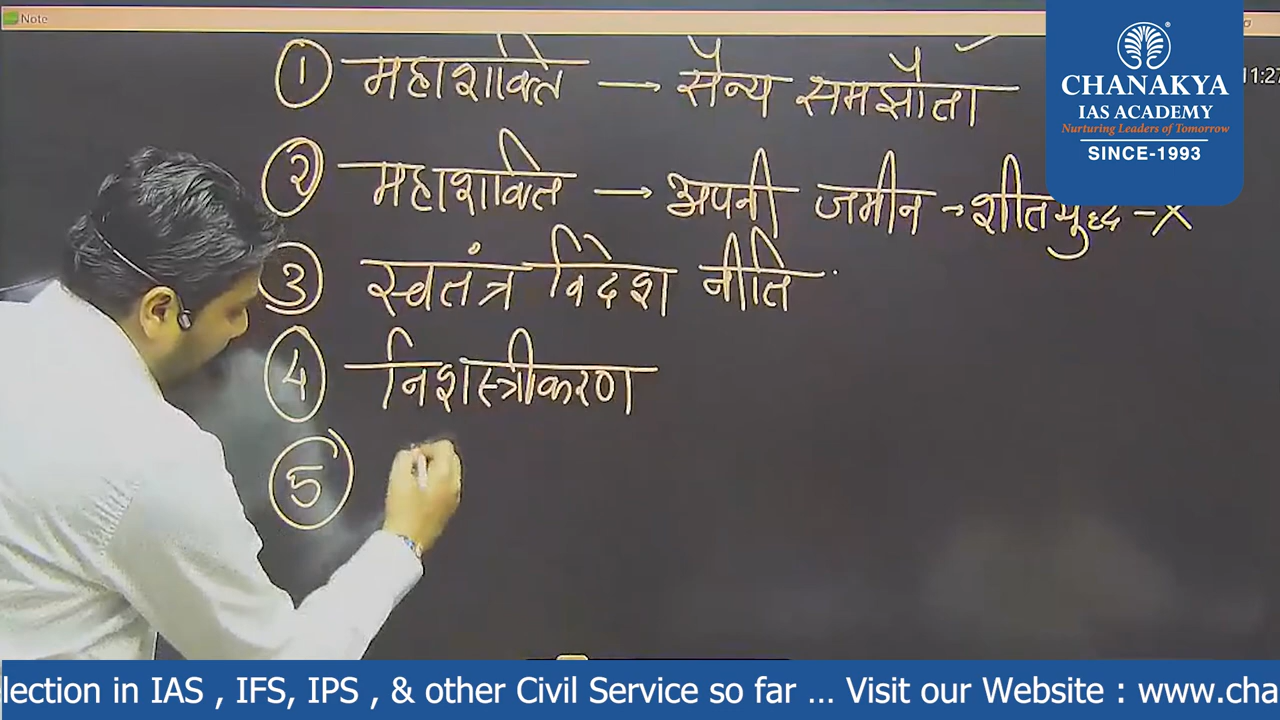 Note
① महाशक्ति → सैन्य समझौता
② महाशक्ति → अपनी जमीन → शीतयुद्ध - X
③ स्वतंत्र विदेश नीति
④ निशस्त्रीकरण
⑤
CHANAKYA
IAS ACADEMY
Nurturing Leaders of Tomorrow
SINCE-1993
11:27
lection in IAS , IFS, IPS , & other Civil Service so far ... Visit our Website : www.cha